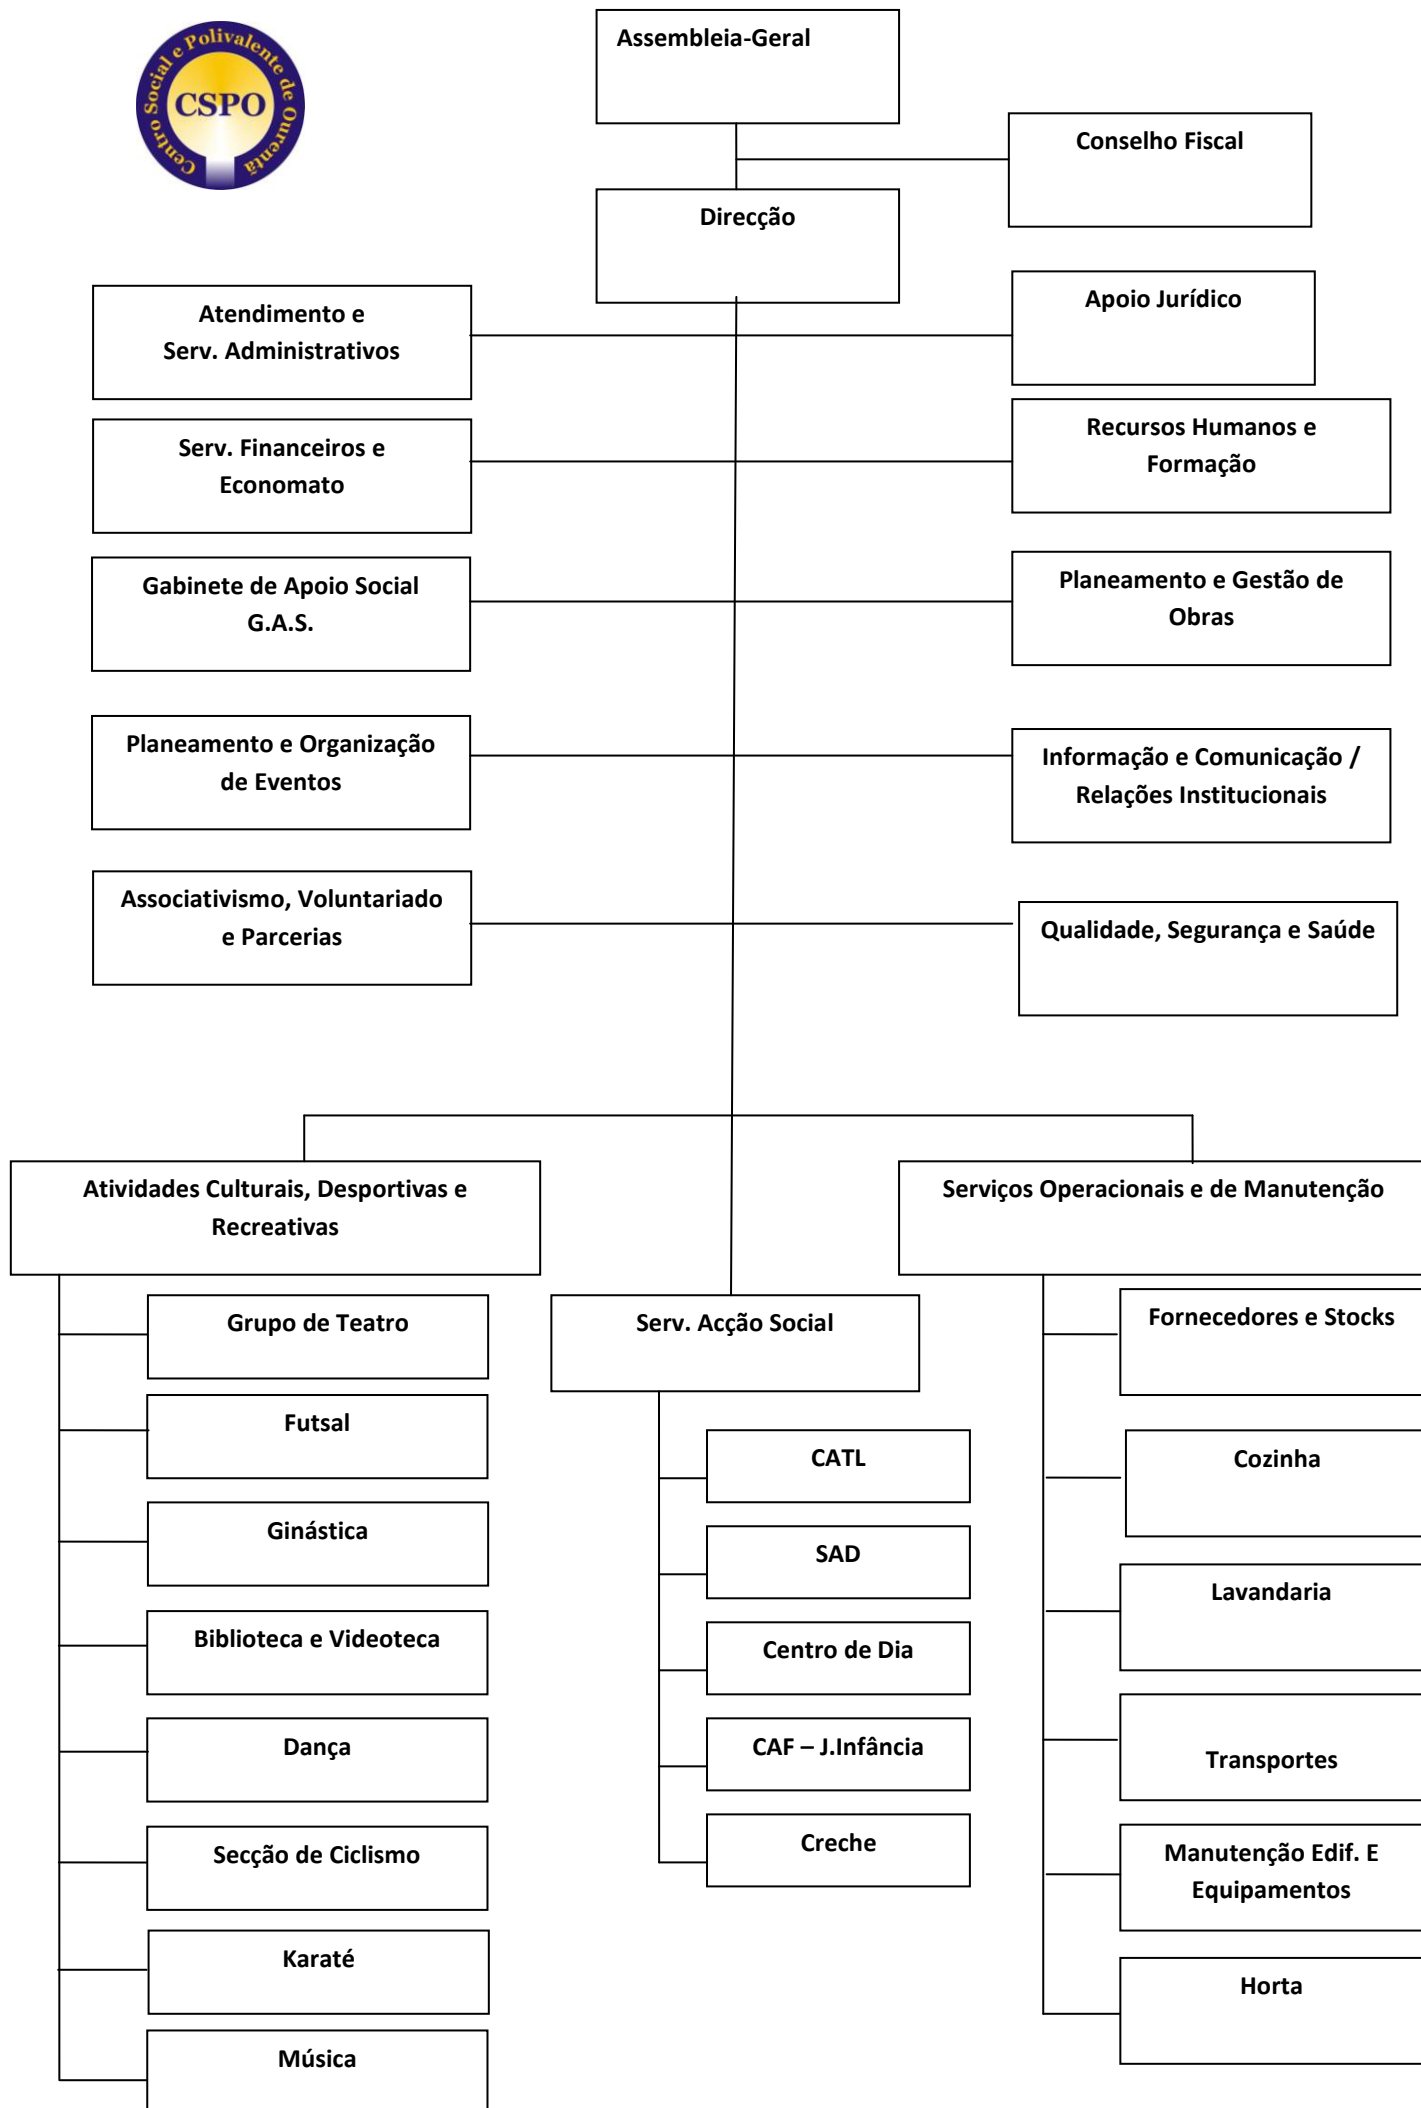 Centro Social e Polivalente de Ourentã
CSPO
Assembleia-Geral
Conselho Fiscal
Direcção
Atendimento e
Serv. Administrativos
Apoio Jurídico
Serv. Financeiros e
Economato
Recursos Humanos e
Formação
Gabinete de Apoio Social
G.A.S.
Planeamento e Gestão de
Obras
Planeamento e Organização
de Eventos
Informação e Comunicação /
Relações Institucionais
Associativismo, Voluntariado
e Parcerias
Qualidade, Segurança e Saúde
Atividades Culturais, Desportivas e
Recreativas
Grupo de Teatro
Futsal
Ginástica
Biblioteca e Videoteca
Dança
Secção de Ciclismo
Karaté
Música
Serv. Acção Social
CATL
SAD
Centro de Dia
CAF – J.Infância
Creche
Serviços Operacionais e de Manutenção
Fornecedores e Stocks
Cozinha
Lavandaria
Transportes
Manutenção Edif. E
Equipamentos
Horta